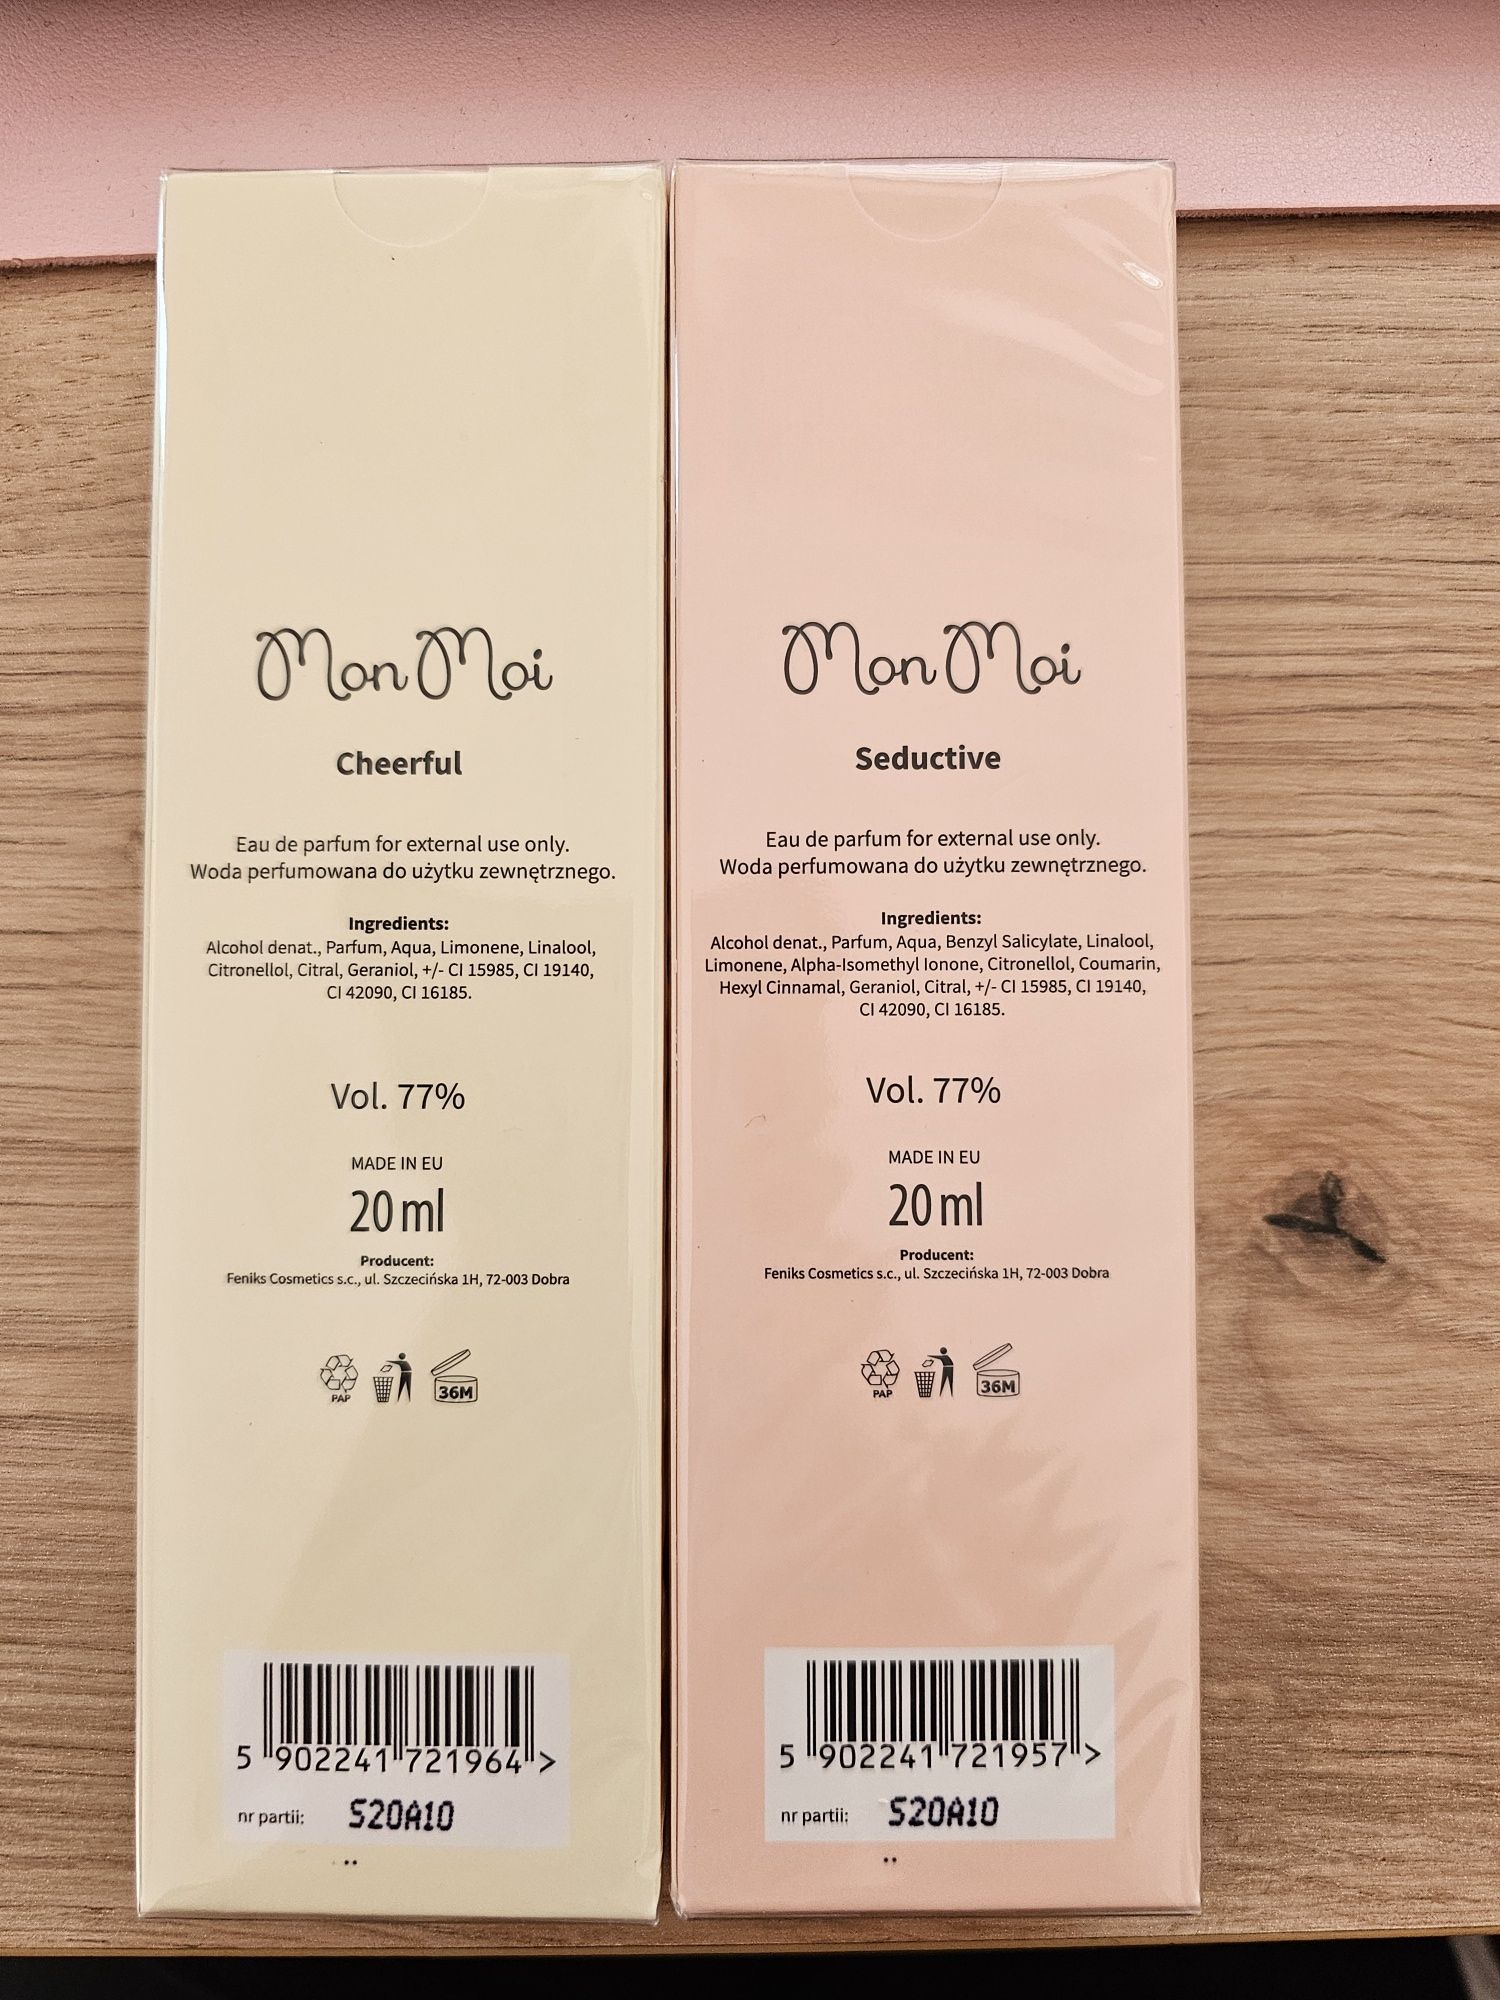 Mon Moi
Cheerful
Eau de parfum for external use only.
Woda perfumowana do użytku zewnętrznego.
Ingredients:
Alcohol denat., Parfum, Aqua, Limonene, Linalool,
Citronellol, Citral, Geraniol, +/- CI 15985, CI 19140,
CI 42090, CI 16185.
Vol. 77%
MADE IN EU
20 ml
Producent:
Feniks Cosmetics s.c., ul. Szczecińska 1H, 72-003 Dobra
PAP
36M
5 902241 721964 >
nr partii: S20A10
Mon Moi
Seductive
Eau de parfum for external use only.
Woda perfumowana do użytku zewnętrznego.
Ingredients:
Alcohol denat., Parfum, Aqua, Benzyl Salicylate, Linalool,
Limonene, Alpha-Isomethyl Ionone, Citronellol, Coumarin,
Hexyl Cinnamal, Geraniol, Citral, +/- CI 15985, CI 19140,
CI 42090, CI 16185.
Vol. 77%
MADE IN EU
20 ml
Producent:
Feniks Cosmetics s.c., ul. Szczecińska 1H, 72-003 Dobra
PAP
36M
5 902241 721957 >
nr partii: S20A10